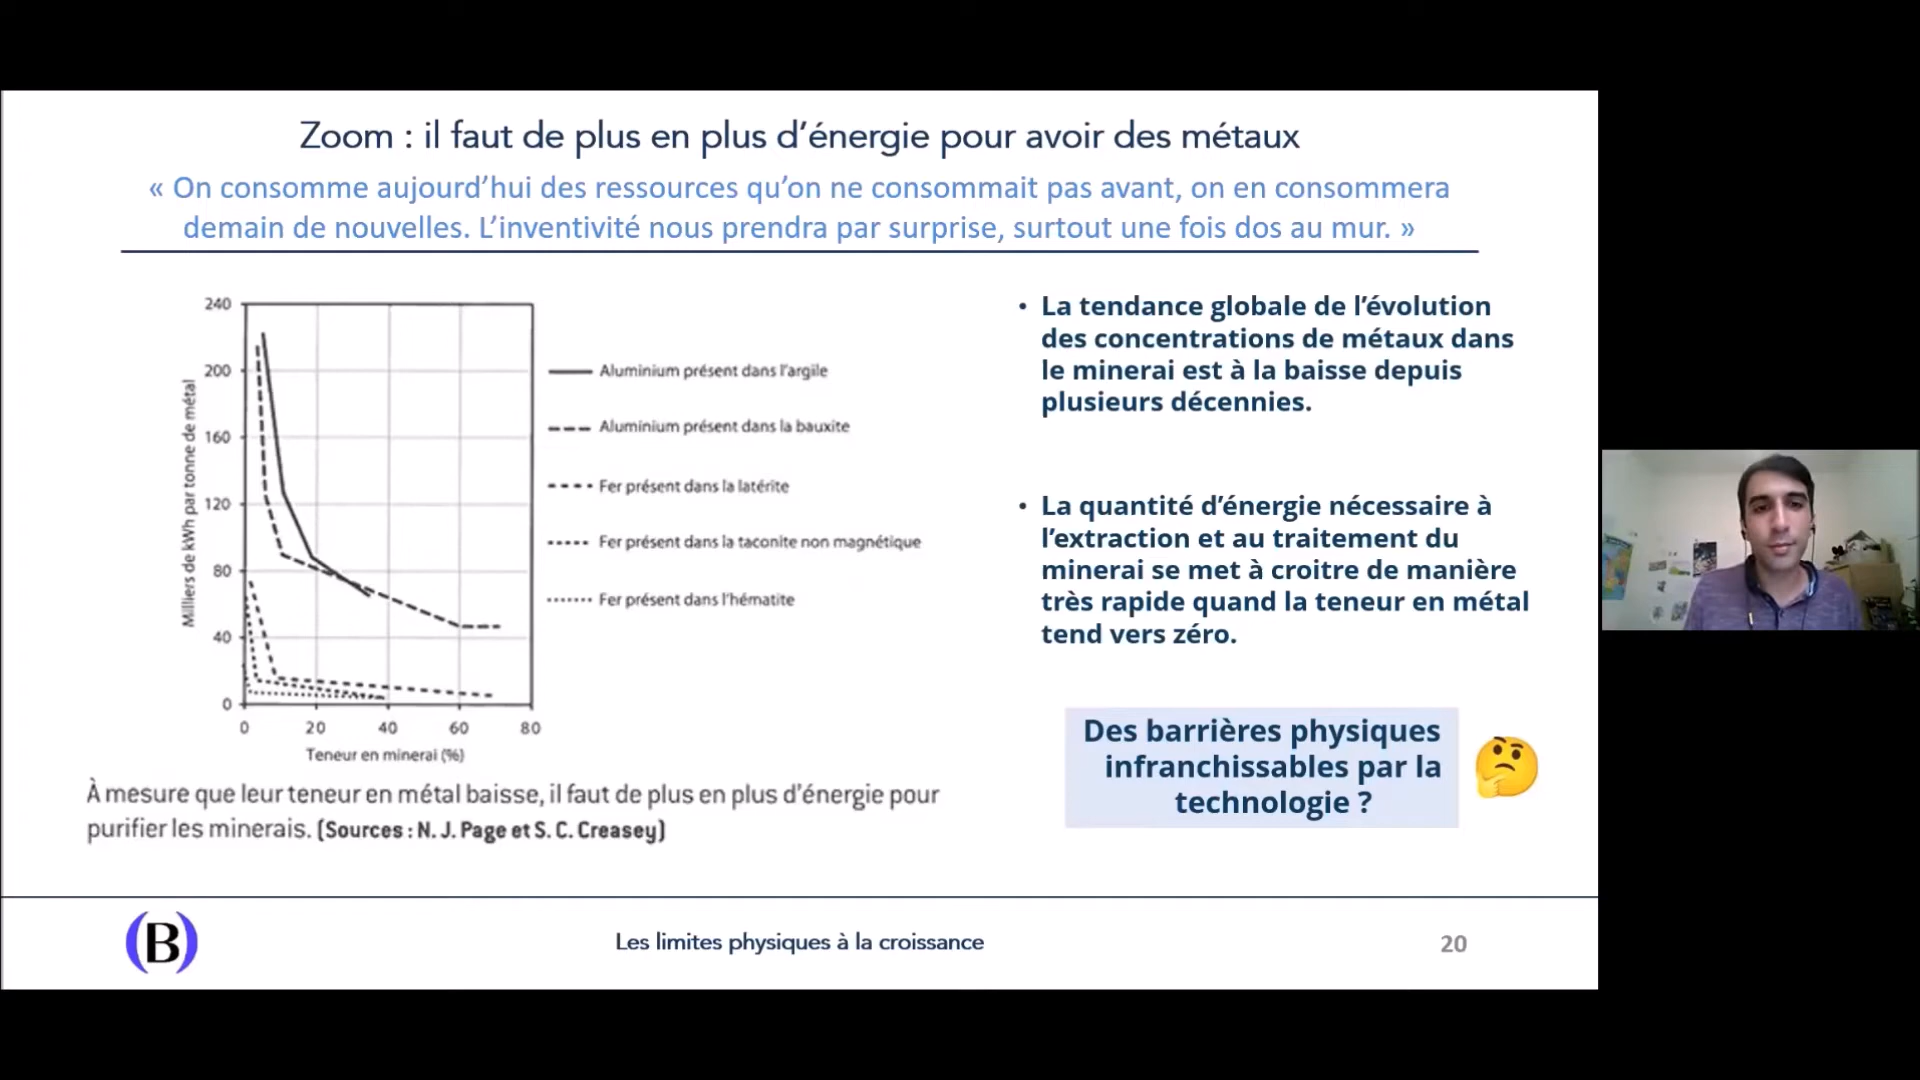 Zoom : il faut de plus en plus d’énergie pour avoir des métaux
« On consomme aujourd’hui des ressources qu’on ne consommait pas avant, on en consommera
demain de nouvelles. L’inventivité nous prendra par surprise, surtout une fois dos au mur. »
240
200
160
120
80
40
0
Milliers de kWh par tonne de métal
0 20 40 60 80
Teneur en minerai (%)
Aluminium présent dans l’argile
Aluminium présent dans la bauxite
Fer présent dans la latérite
Fer présent dans la taconite non magnétique
Fer présent dans l’hématite
À mesure que leur teneur en métal baisse, il faut de plus en plus d’énergie pour
purifier les minerais. (Sources : N. J. Page et S. C. Creasey)
• La tendance globale de l’évolution
des concentrations de métaux dans
le minerai est à la baisse depuis
plusieurs décennies.
• La quantité d’énergie nécessaire à
l’extraction et au traitement du
minerai se met à croitre de manière
très rapide quand la teneur en métal
tend vers zéro.
Des barrières physiques
infranchissables par la
technologie ?
(B)
Les limites physiques à la croissance
20